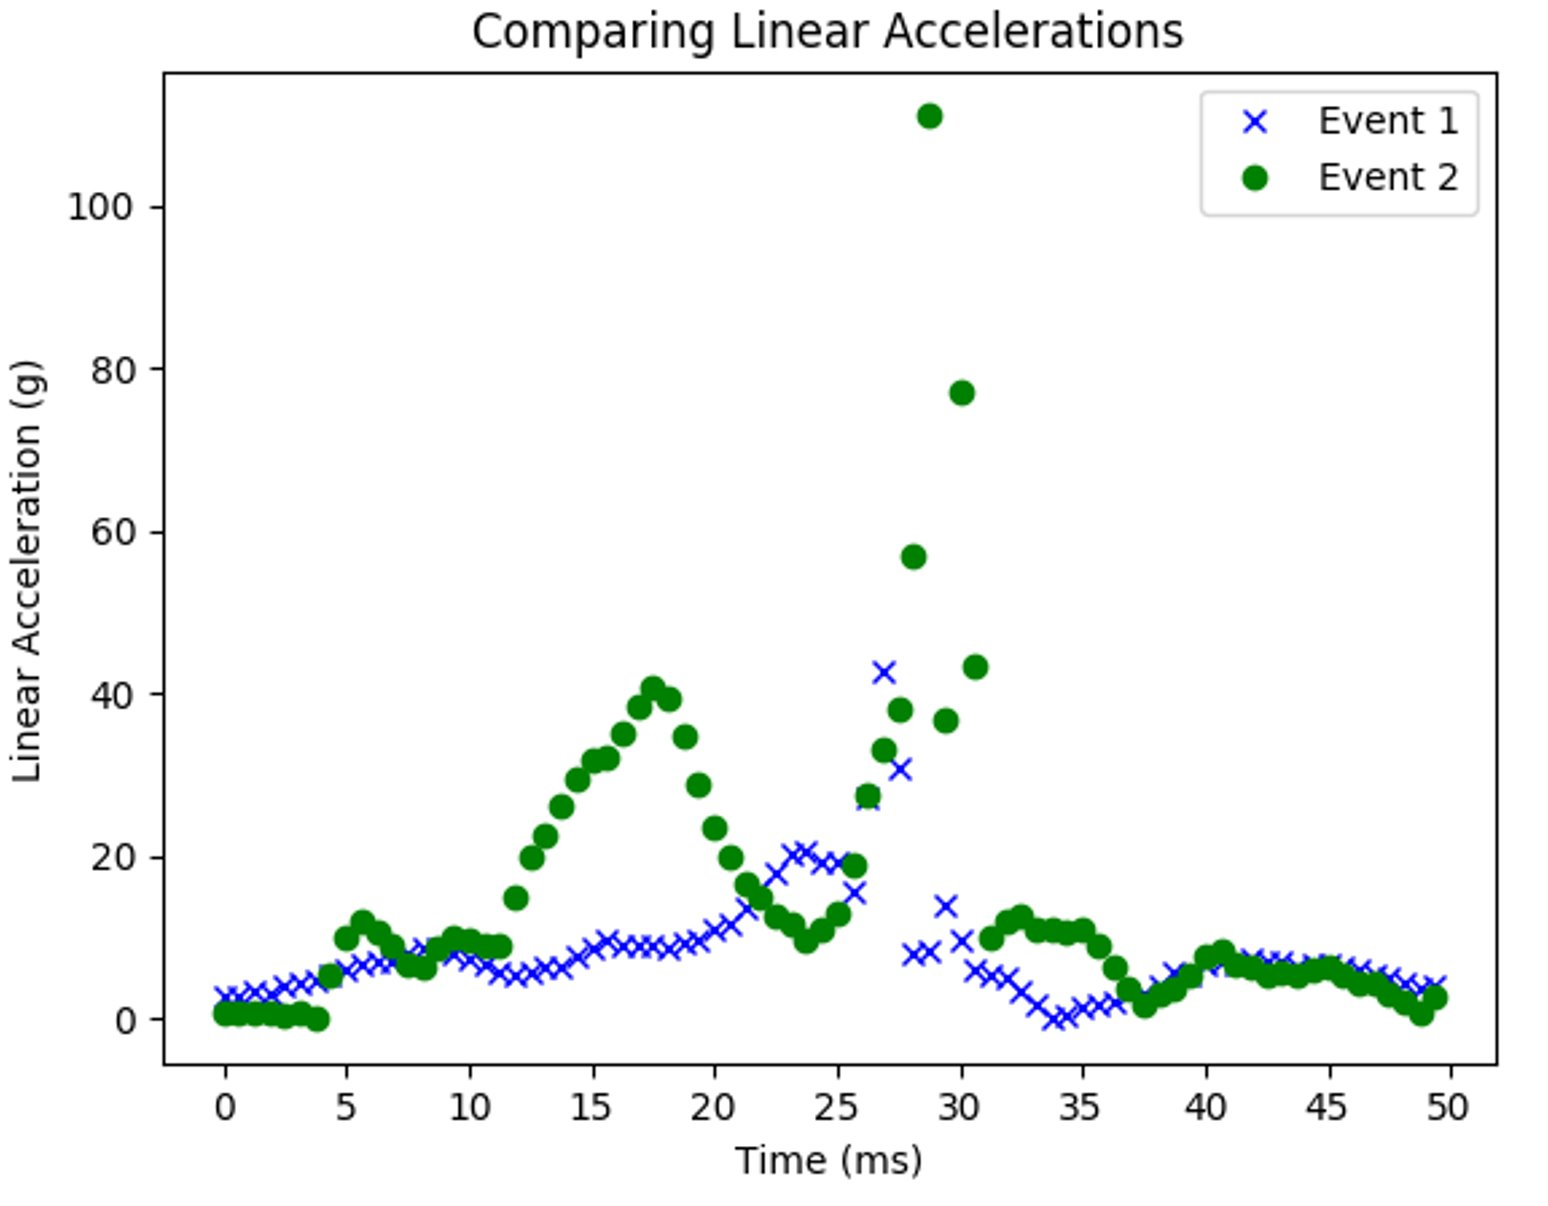 Comparing Linear Accelerations
Event 1
Event 2
100
80
60
40
20
0
Linear Acceleration (g)
0 5 10 15 20 25 30 35 40 45 50
Time (ms)